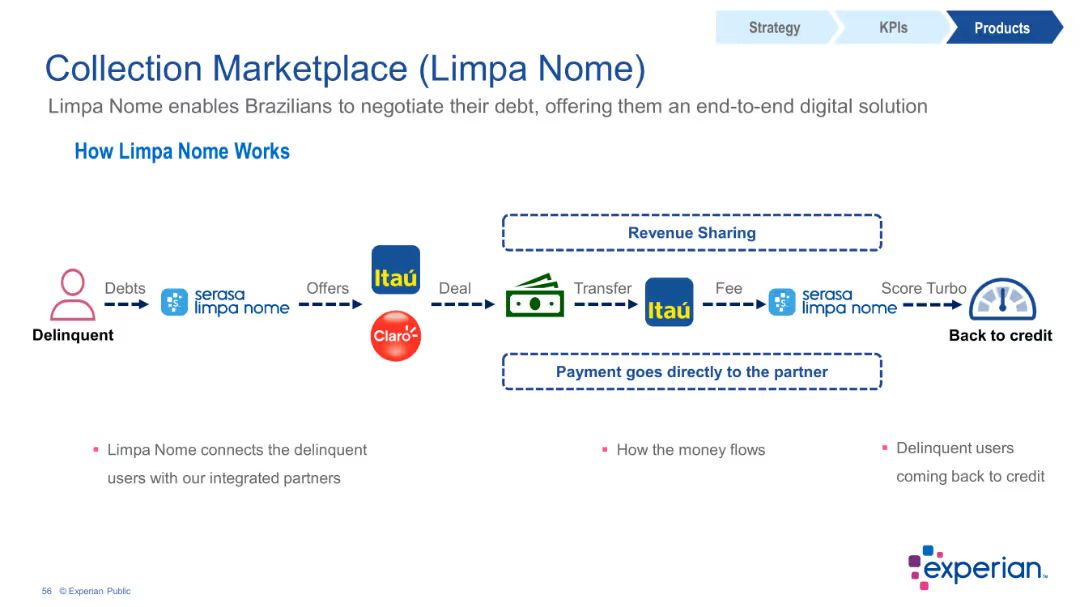 Strategy
KPIs
Products
Collection Marketplace (Limpa Nome)
Limpa Nome enables Brazilians to negotiate their debt, offering them an end-to-end digital solution
How Limpa Nome Works
Revenue Sharing
Debts
Offers
Deal
Transfer
Fee
Score Turbo
S
serasa
limpa nome
Itaú
Claro
Itaú
S
serasa
limpa nome
Delinquent
Back to credit
Payment goes directly to the partner
Limpa Nome connects the delinquent
users with our integrated partners
How the money flows
Delinquent users
coming back to credit
experian™
56 © Experian Public